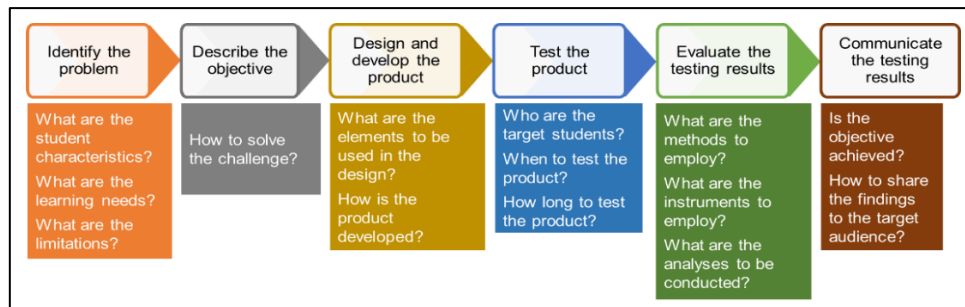 Identify the
problem
Describe the
objective
Design and
develop the
product
Test the
product
Evaluate the
testing results
Communicate
the testing
results
What are the
student
characteristics?
What are the
learning needs?
What are the
limitations?
How to solve
the challenge?
What are the
elements to be
used in the
design?
How is the
product
developed?
Who are the
target students?
When to test the
product?
How long to test
the product?
What are the
methods to
employ?
What are the
instruments to
employ?
What are the
analyses to be
conducted?
Is the
objective
achieved?
How to share
the findings
to the target
audience?